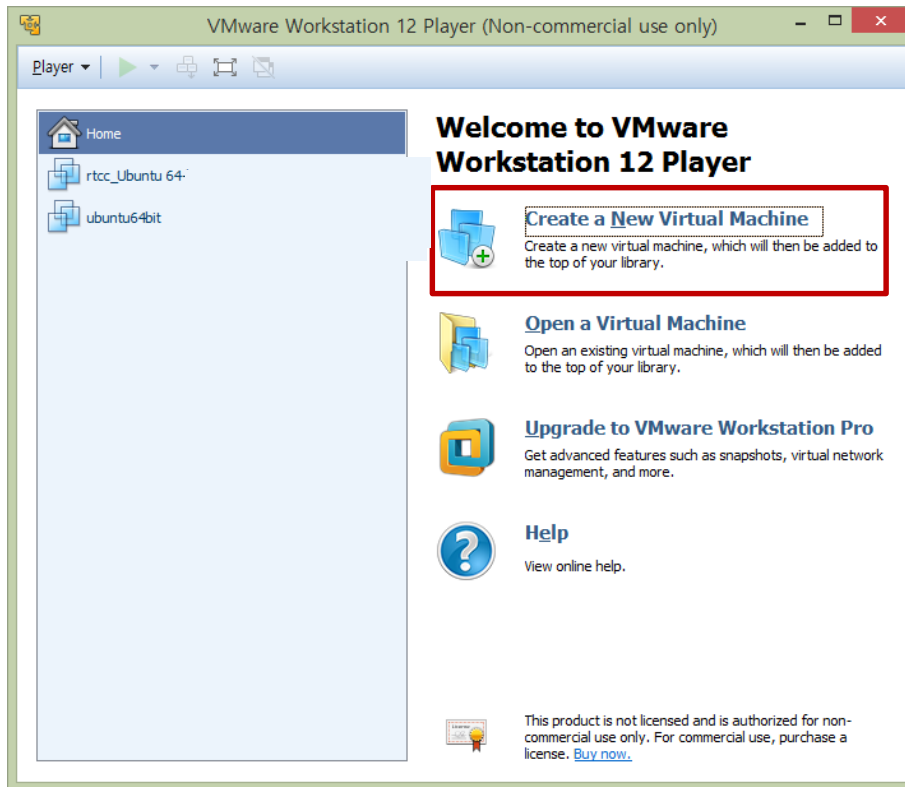 VMware Workstation 12 Player (Non-commercial use only)
Player
Home
rtcc_Ubuntu 64-
ubuntu64bit
Welcome to VMware
Workstation 12 Player
Create a New Virtual Machine
Create a new virtual machine, which will then be added to
the top of your library.
Open a Virtual Machine
Open an existing virtual machine, which will then be added
to the top of your library.
Upgrade to VMware Workstation Pro
Get advanced features such as snapshots, virtual network
management, and more.
Help
View online help.
This product is not licensed and is authorized for non-
commercial use only. For commercial use, purchase a
license. Buy now.